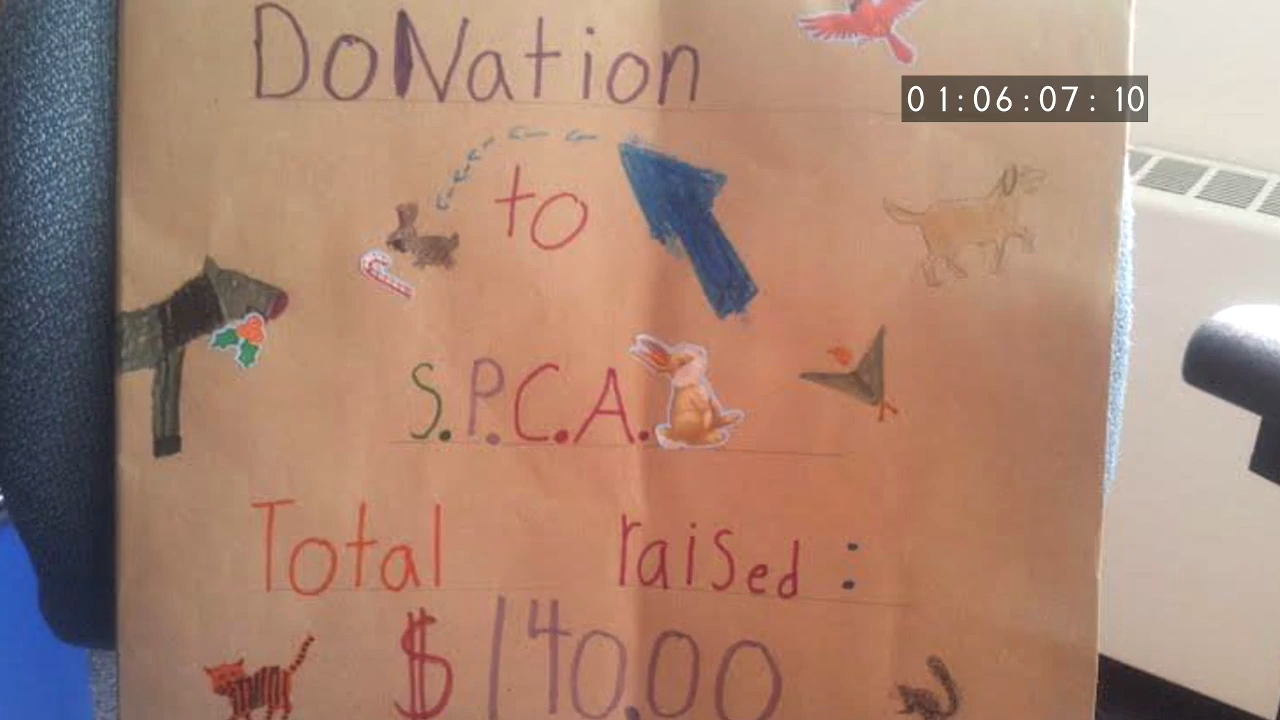 DoNation
01:06:07:10
to
S.P.C.A.
Total raised:
$140.00